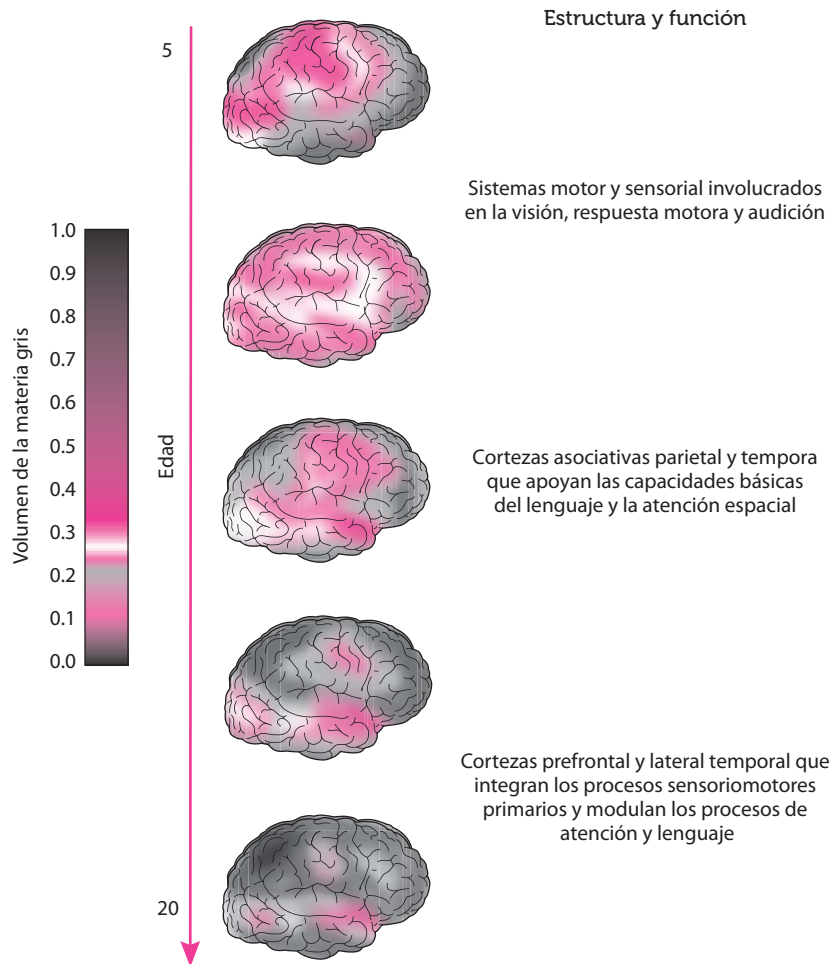 Estructura y función
5
Sistemas motor y sensorial involucrados
en la visión, respuesta motora y audición
Volumen de la materia gris
1.0
0.9
0.8
0.7
0.6
0.5
0.4
0.3
0.2
0.1
0.0
Edad
Cortezas asociativas parietal y tempora
que apoyan las capacidades básicas
del lenguaje y la atención espacial
Cortezas prefrontal y lateral temporal que
integran los procesos sensoriomotores
primarios y modulan los procesos de
atención y lenguaje
20